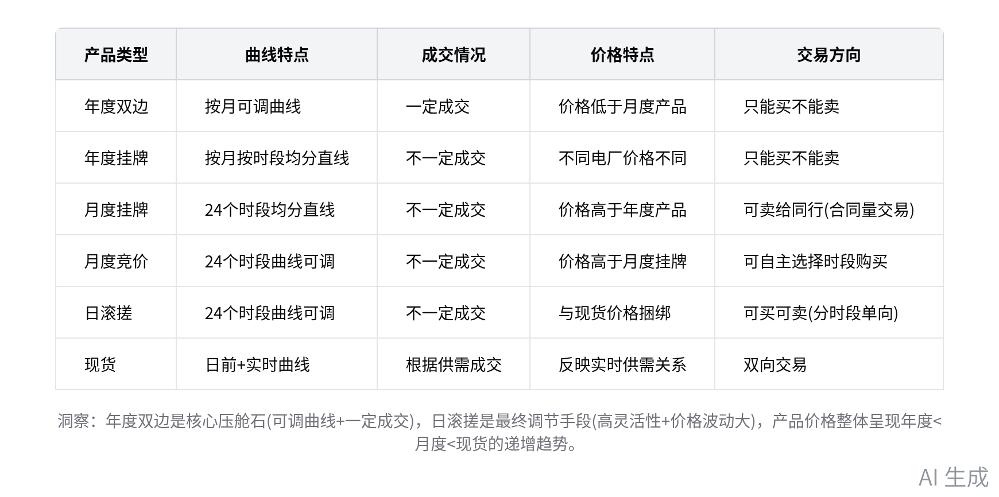 产品类型 曲线特点 成交情况 价格特点 交易方向
年度双边 按月可调曲线 一定成交 价格低于月度产品 只能买不能卖
年度挂牌 按月按时段均分直线 不一定成交 不同电厂价格不同 只能买不能卖
月度挂牌 24个时段均分直线 不一定成交 价格高于年度产品 可卖给同行(合同量交易)
月度竞价 24个时段曲线可调 不一定成交 价格高于月度挂牌 可自主选择时段购买
日滚搓 24个时段曲线可调 不一定成交 与现货价格捆绑 可买可卖(分时段单向)
现货 日前+实时曲线 根据供需成交 反映实时供需关系 双向交易
洞察：年度双边是核心压舱石(可调曲线+一定成交)，日滚搓是最终调节手段(高灵活性+价格波动大)，产品价格整体呈现年度<
月度<现货的递增趋势。
AI 生成